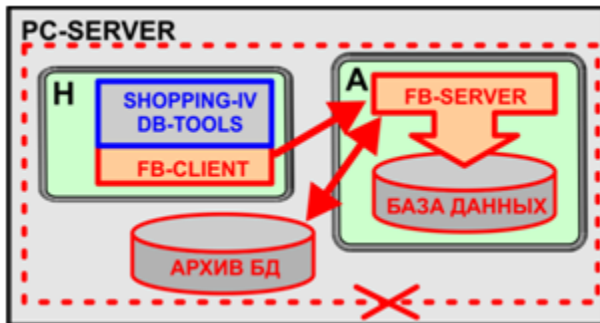 PC-SERVER
H
SHOPPING-IV
DB-TOOLS
FB-CLIENT
A
FB-SERVER
БАЗА ДАННЫХ
АРХИВ БД